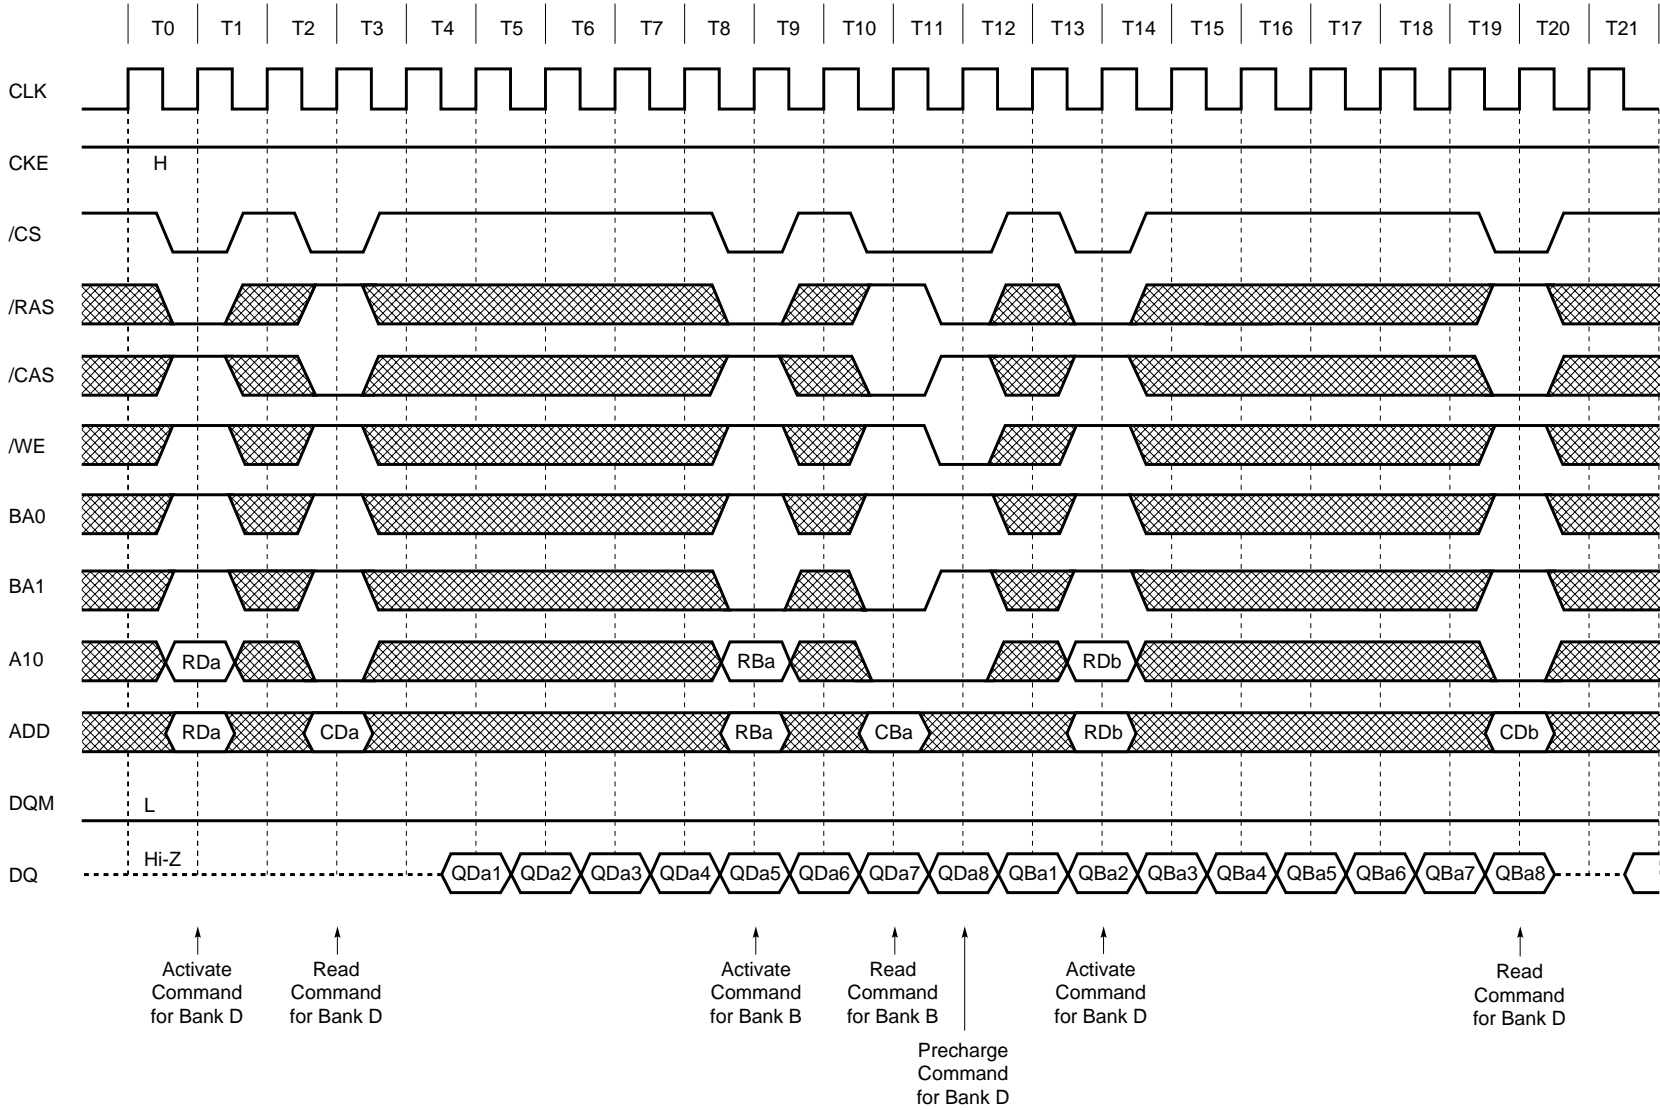 T0 T1 T2 T3 T4 T5 T6 T7 T8 T9 T10 T11 T12 T13 T14 T15 T16 T17 T18 T19 T20 T21
CLK
CKE H
/CS
/RAS
/CAS
/WE
BA0
BA1
A10 RDa RBa RDb
ADD RDa CDa RBa CBa RDb CDb
DQM L
DQ Hi-Z QDa1 QDa2 QDa3 QDa4 QDa5 QDa6 QDa7 QDa8 QBa1 QBa2 QBa3 QBa4 QBa5 QBa6 QBa7 QBa8
Activate
Command
for Bank D
Read
Command
for Bank D
Activate
Command
for Bank B
Read
Command
for Bank B
Precharge
Command
for Bank D
Activate
Command
for Bank D
Read
Command
for Bank D